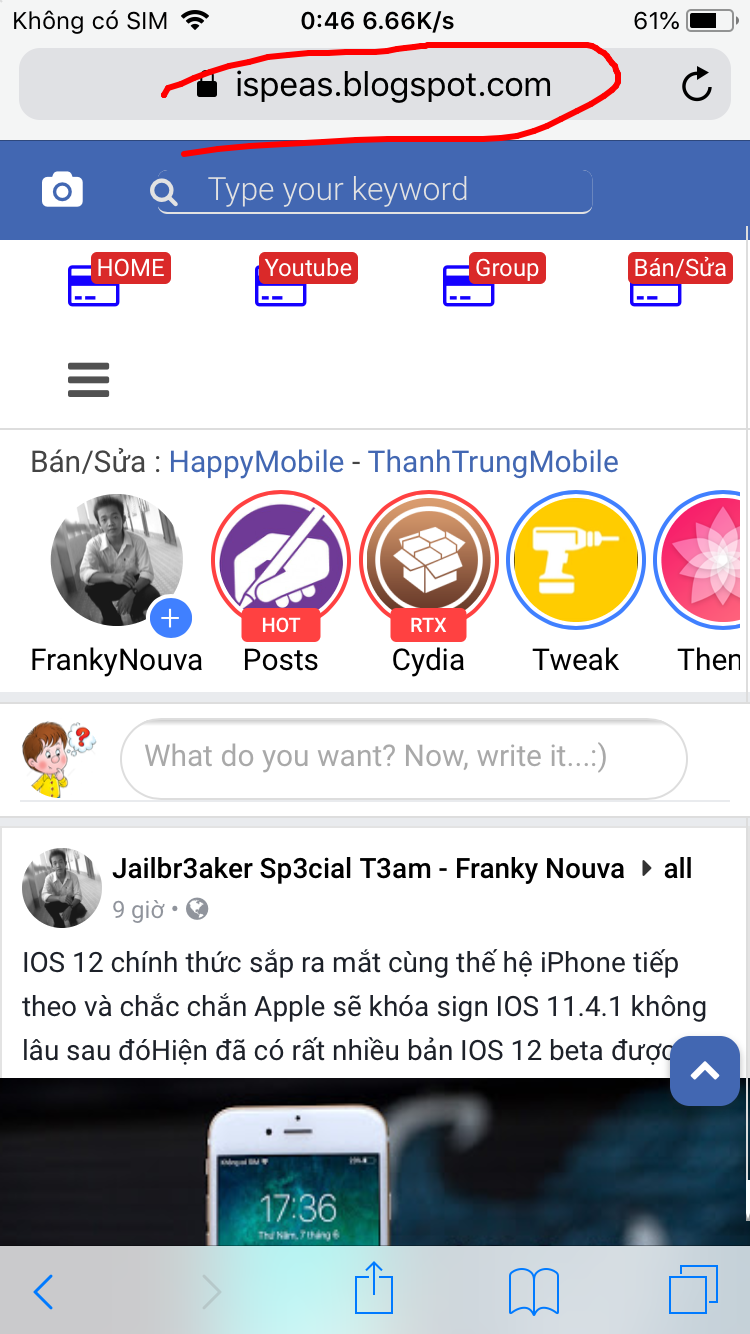 Không có SIM 0:46 6.66K/s 61%
ispeas.blogspot.com
Type your keyword
HOME Youtube Group Bán/Sửa
Bán/Sửa : HappyMobile - ThanhTrungMobile
HOT RTX
FrankyNouva Posts Cydia Tweak Them
?
What do you want? Now, write it...:)
Jailbr3aker Sp3cial T3am - Franky Nouva all
9 giờ •
IOS 12 chính thức sắp ra mắt cùng thế hệ iPhone tiếp
theo và chắc chắn Apple sẽ khóa sign IOS 11.4.1 không
lâu sau đóHiện đã có rất nhiều bản IOS 12 beta được
Không có SIM
17:36
Thứ Năm, 7 tháng 6